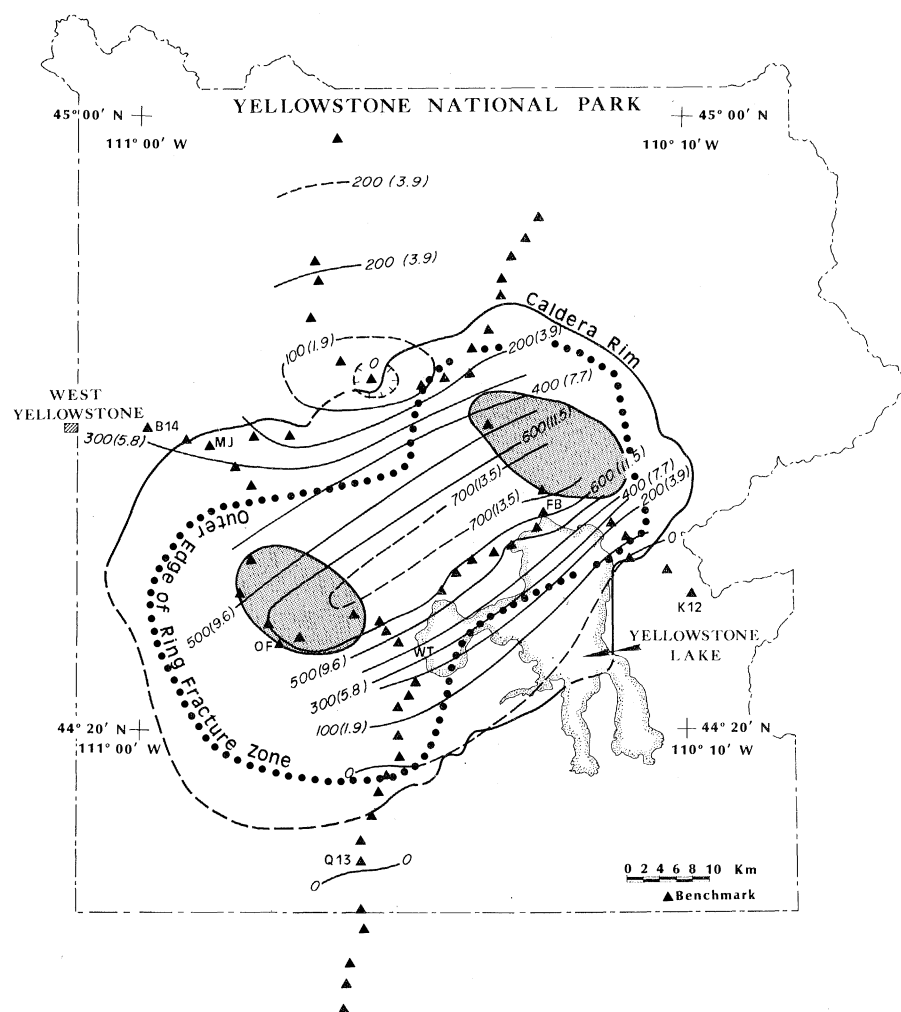 YELLOWSTONE NATIONAL PARK
45° 00' N
111° 00' W
45° 00' N
110° 10' W
200 (3.9)
200 (3.9)
Caldera Rim
100(1.9)
0
200(3.9)
400 (7.7)
WEST
YELLOWSTONE
B14
MJ
300(5.8)
600(11.5)
700(13.5)
600(11.5)
400(7.7)
200(3.9)
700(13.5)
FB
Outer Edge of Ring Fracture Zone
0
K12
500(9.6)
OF
WT
YELLOWSTONE
LAKE
500(9.6)
300(5.8)
100(1.9)
44° 20' N
111° 00' W
44° 20' N
110° 10' W
0
Q13
0
0
0 2 4 6 8 10 Km
Benchmark